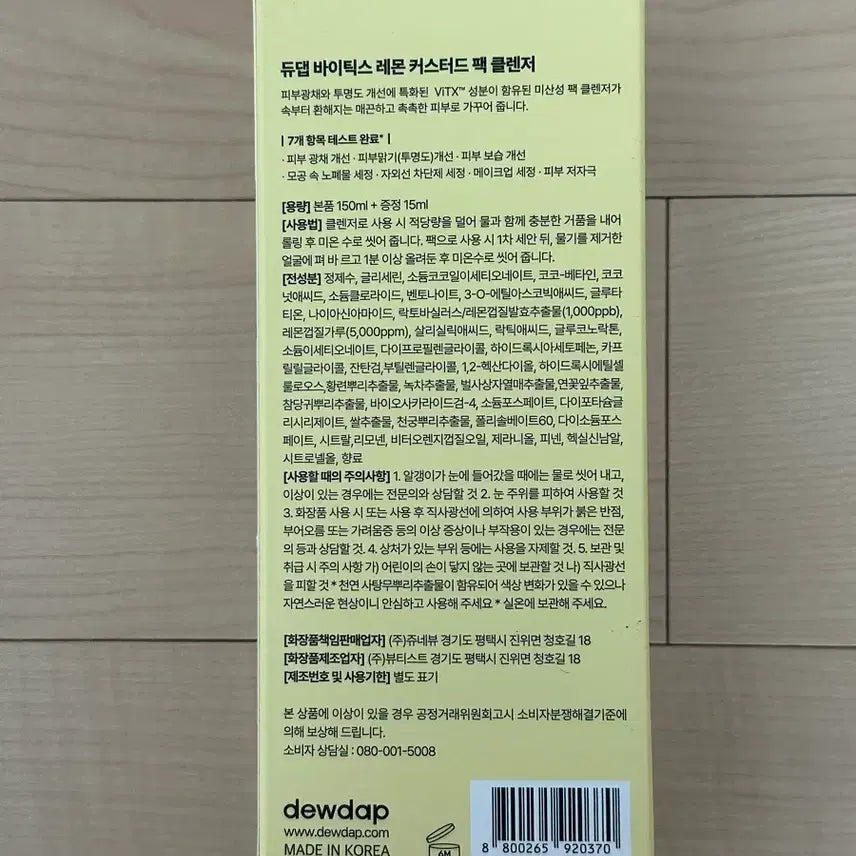 듀댑 바이틱스 레몬 커스터드 팩 클렌저
피부광채와 투명도 개선에 특화된 ViTX™ 성분이 함유된 미산성 팩 클렌저가
속부터 환해지는 매끈하고 촉촉한 피부로 가꾸어 줍니다.
| 7개 항목 테스트 완료* |
· 피부 광채 개선 · 피부맑기(투명도)개선 · 피부 보습 개선
· 모공 속 노폐물 세정 · 자외선 차단제 세정 · 메이크업 세정 · 피부 저자극
[용량] 본품 150ml + 증정 15ml
[사용법] 클렌저로 사용 시 적당량을 덜어 물과 함께 충분한 거품을 내어
롤링 후 미온 수로 씻어 줍니다. 팩으로 사용 시 1차 세안 뒤, 물기를 제거한
얼굴에 펴 바 르고 1분 이상 올려둔 후 미온수로 씻어 줍니다.
[전성분] 정제수, 글리세린, 소듐코코일이세티오네이트, 코코-베타인, 코코
넛애씨드, 소듐클로라이드, 벤토나이트, 3-O-에틸아스코빅애씨드, 글루타
티온, 나이아신아마이드, 락토바실러스/레몬껍질발효추출물(1,000ppb),
레몬껍질가루(5,000ppm), 살리실릭애씨드, 락틱애씨드, 글루코노락톤,
소듐이세티오네이트, 다이프로필렌글라이콜, 하이드록시아세토페논, 카프
릴릴글라이콜, 잔탄검,부틸렌글라이콜, 1,2-헥산다이올, 하이드록시에틸셀
룰로오스,황련뿌리추출물, 녹차추출물, 벌사상자열매추출물,연꽃잎추출물,
참당귀뿌리추출물, 바이오사카라이드검-4, 소듐포스페이트, 다이포타슘글
리시리제이트, 쌀추출물, 천궁뿌리추출물, 폴리솔베이트60, 다이소듐포스
페이트, 시트랄,리모넨, 비터오렌지껍질오일, 제라니올, 피넨, 헥실신남알,
시트로넬올, 향료
[사용할 때의 주의사항] 1. 알갱이가 눈에 들어갔을 때에는 물로 씻어 내고,
이상이 있는 경우에는 전문의와 상담할 것 2. 눈 주위를 피하여 사용할 것
3. 화장품 사용 시 또는 사용 후 직사광선에 의하여 사용 부위가 붉은 반점,
부어오름 또는 가려움증 등의 이상 증상이나 부작용이 있는 경우에는 전문
의 등과 상담할 것. 4. 상처가 있는 부위 등에는 사용을 자제할 것. 5. 보관 및
취급 시 주의 사항 가) 어린이의 손이 닿지 않는 곳에 보관할 것 나) 직사광선
을 피할 것 * 천연 사탕무뿌리추출물이 함유되어 색상 변화가 있을 수 있으나
자연스러운 현상이니 안심하고 사용해 주세요 * 실온에 보관해 주세요.
[화장품책임판매업자] (주)쥬네뷰 경기도 평택시 진위면 청호길 18
[화장품제조업자] (주)뷰티스트 경기도 평택시 진위면 청호길 18
[제조번호 및 사용기한] 별도 표기
본 상품에 이상이 있을 경우 공정거래위원회고시 소비자분쟁해결기준에
의해 보상해 드립니다.
소비자 상담실 : 080-001-5008
dewdap
www.dewdap.com
MADE IN KOREA
6M
8 800265 920370